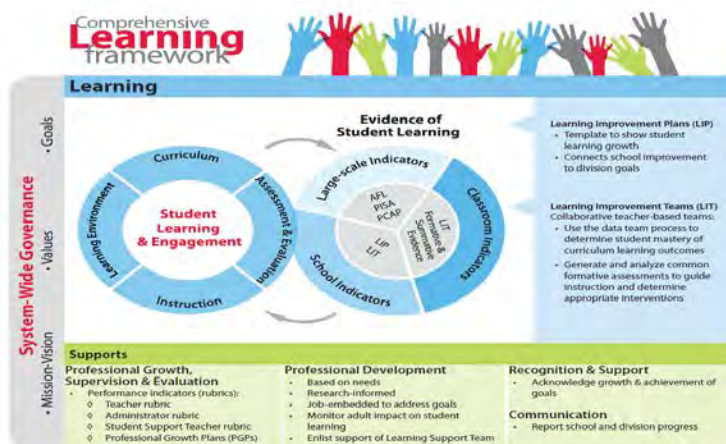 Comprehensive
Learning
framework
Learning
System-Wide Governance
• Mission-Vision
• Values
• Goals
Curriculum
Assessment & Evaluation
Instruction
Learning Environment
Student
Learning
& Engagement
Evidence of
Student Learning
Large-scale Indicators
Classroom Indicators
School Indicators
AFL
PISA
PCAP
LIT
Formative &
Summative
Evidence
LIP
LIT
Learning Improvement Plans (LIP)
• Template to show student
learning growth
• Connects school improvement
to division goals
Learning Improvement Teams (LIT)
Collaborative teacher-based teams:
• Use the data team process to
determine student mastery of
curriculum learning outcomes
• Generate and analyze common
formative assessments to guide
instruction and determine
appropriate interventions
Supports
Professional Growth,
Supervision & Evaluation
• Performance indicators (rubrics):
◊ Teacher rubric
◊ Administrator rubric
◊ Student Support Teacher rubric
◊ Professional Growth Plans (PGPs)
Professional Development
• Based on needs
• Research-informed
• Job-embedded to address goals
• Monitor adult impact on student
learning
• Enlist support of Learning Support Team
Recognition & Support
• Acknowledge growth & achievement of
goals
Communication
• Report school and division progress